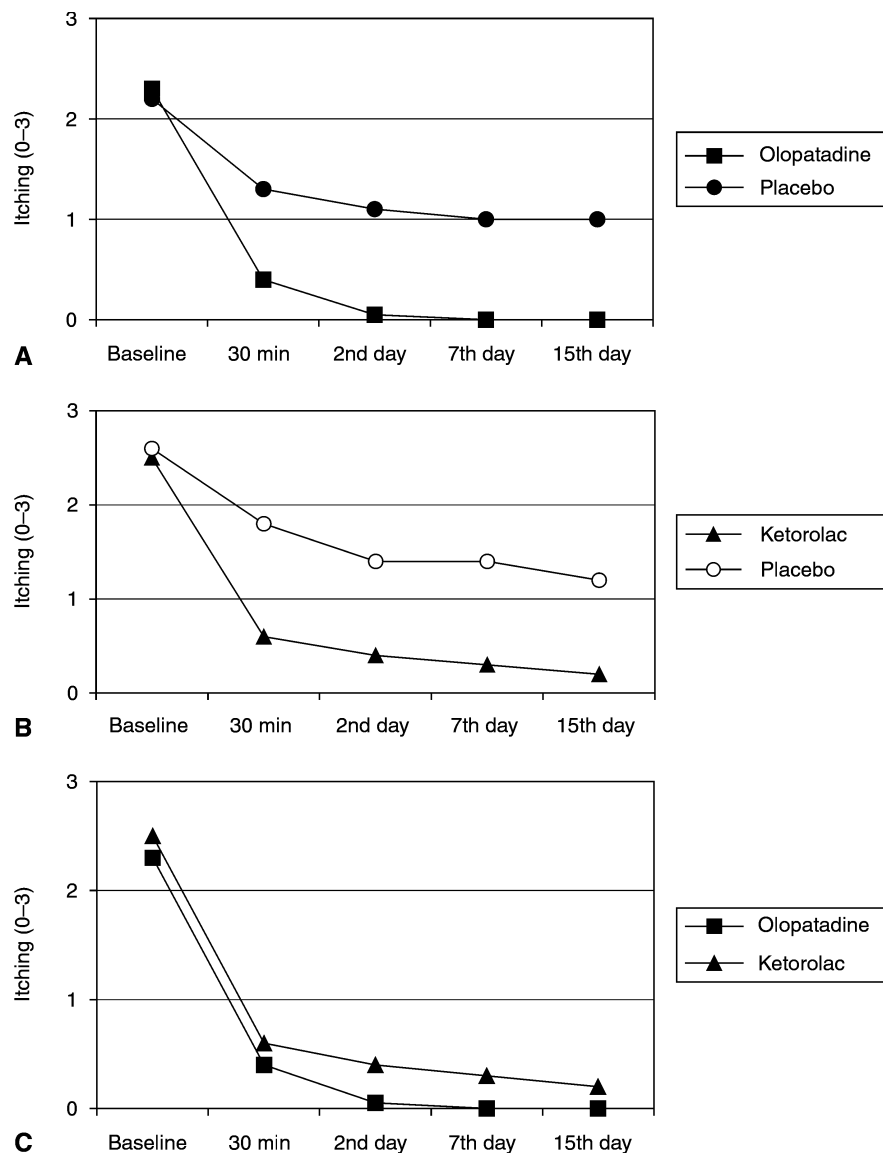 3
2
1
0
Itching (0–3)
Baseline 30 min 2nd day 7th day 15th day
Olopatadine
Placebo
A
3
2
1
0
Itching (0–3)
Baseline 30 min 2nd day 7th day 15th day
Ketorolac
Placebo
B
3
2
1
0
Itching (0–3)
Baseline 30 min 2nd day 7th day 15th day
Olopatadine
Ketorolac
C